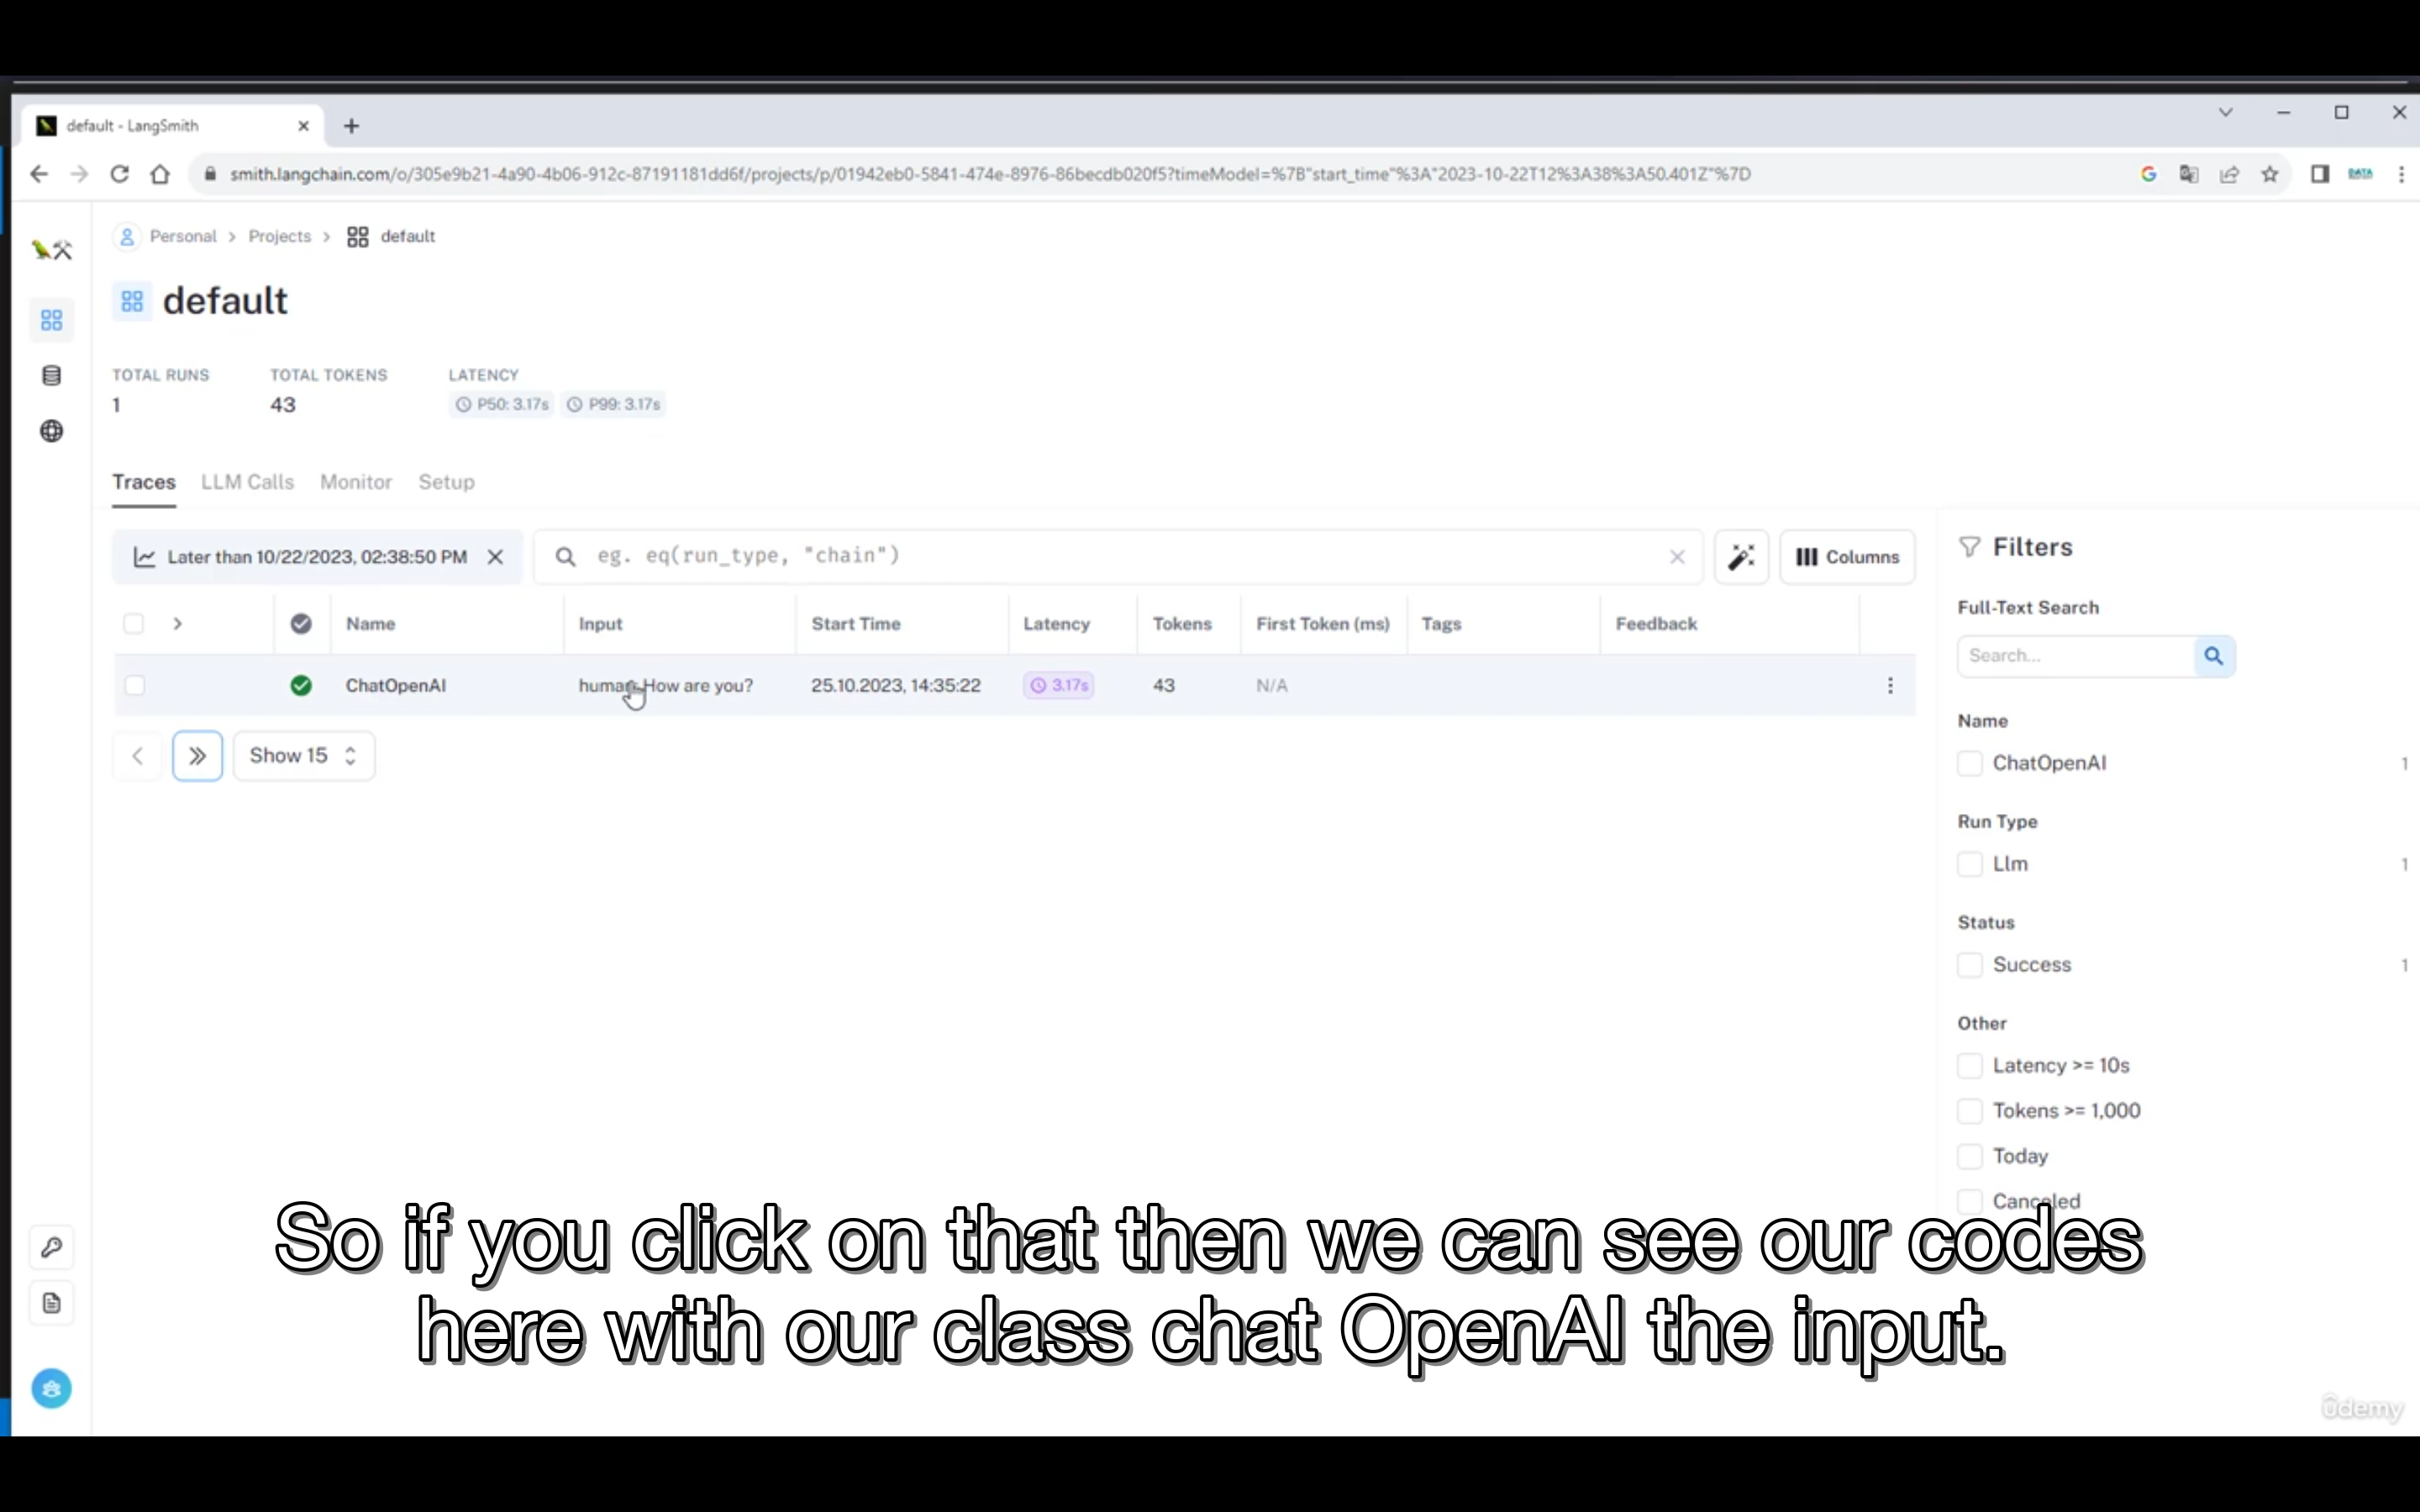 default - LangSmith
smith.langchain.com/o/305e9b21-4a90-4b06-912c-87191181dd6f/projects/p/01942eb0-5841-474e-8976-86becdb020f5?timeModel=%7B"start_time"%3A"2023-10-22T12%3A38%3A50.401Z"%7D
DATA
Personal > Projects > default
default
TOTAL RUNS TOTAL TOKENS LATENCY
1 43 P50: 3.17s P99: 3.17s
Traces LLM Calls Monitor Setup
Later than 10/22/2023, 02:38:50 PM eg. eq(run_type, "chain") Columns
Name Input Start Time Latency Tokens First Token (ms) Tags Feedback
ChatOpenAI human: How are you? 25.10.2023, 14:35:22 3.17s 43 N/A
Show 15
Filters
Full-Text Search
Search...
Name
ChatOpenAI 1
Run Type
Llm 1
Status
Success 1
Other
Latency >= 10s
Tokens >= 1,000
Today
Canceled
So if you click on that then we can see our codes
here with our class chat OpenAI the input.
ûdemy